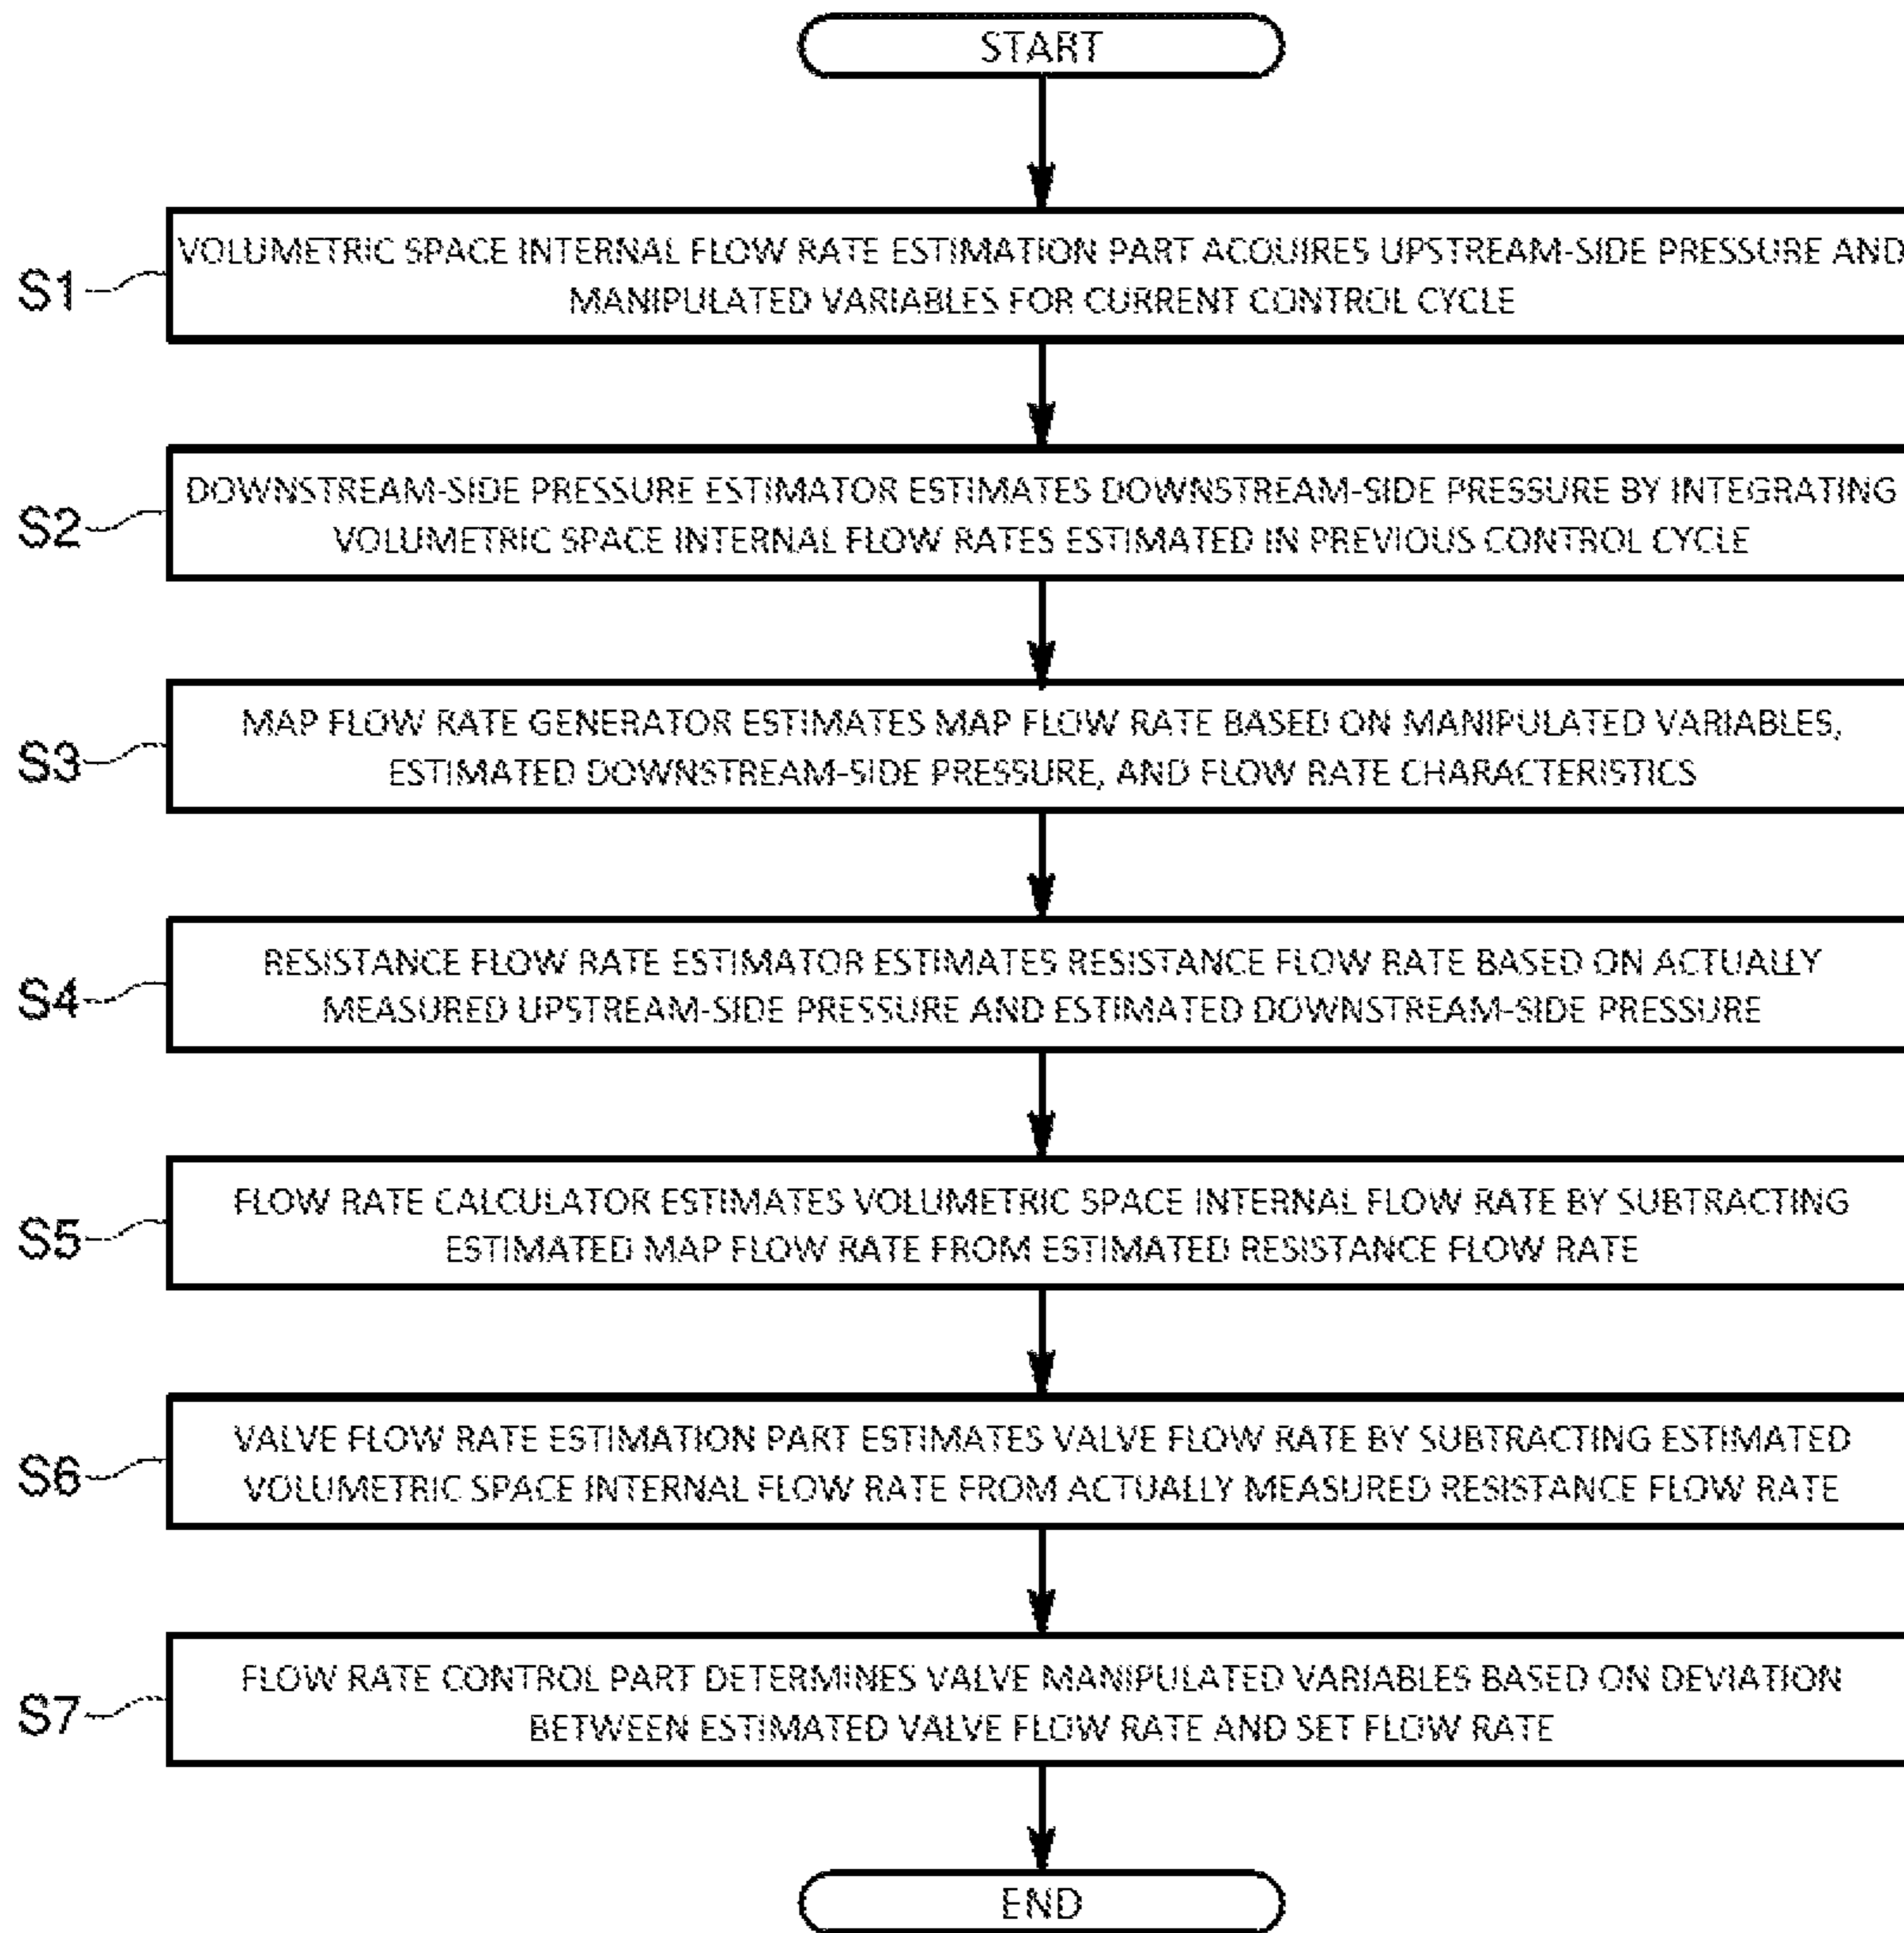 START
S1
VOLUMETRIC SPACE INTERNAL FLOW RATE ESTIMATION PART ACQUIRES UPSTREAM-SIDE PRESSURE AND
MANIPULATED VARIABLES FOR CURRENT CONTROL CYCLE
S2
DOWNSTREAM-SIDE PRESSURE ESTIMATOR ESTIMATES DOWNSTREAM-SIDE PRESSURE BY INTEGRATING
VOLUMETRIC SPACE INTERNAL FLOW RATES ESTIMATED IN PREVIOUS CONTROL CYCLE
S3
MAP FLOW RATE GENERATOR ESTIMATES MAP FLOW RATE BASED ON MANIPULATED VARIABLES,
ESTIMATED DOWNSTREAM-SIDE PRESSURE, AND FLOW RATE CHARACTERISTICS
S4
RESISTANCE FLOW RATE ESTIMATOR ESTIMATES RESISTANCE FLOW RATE BASED ON ACTUALLY
MEASURED UPSTREAM-SIDE PRESSURE AND ESTIMATED DOWNSTREAM-SIDE PRESSURE
S5
FLOW RATE CALCULATOR ESTIMATES VOLUMETRIC SPACE INTERNAL FLOW RATE BY SUBTRACTING
ESTIMATED MAP FLOW RATE FROM ESTIMATED RESISTANCE FLOW RATE
S6
VALVE FLOW RATE ESTIMATION PART ESTIMATES VALVE FLOW RATE BY SUBTRACTING ESTIMATED
VOLUMETRIC SPACE INTERNAL FLOW RATE FROM ACTUALLY MEASURED RESISTANCE FLOW RATE
S7
FLOW RATE CONTROL PART DETERMINES VALVE MANIPULATED VARIABLES BASED ON DEVIATION
BETWEEN ESTIMATED VALVE FLOW RATE AND SET FLOW RATE
END